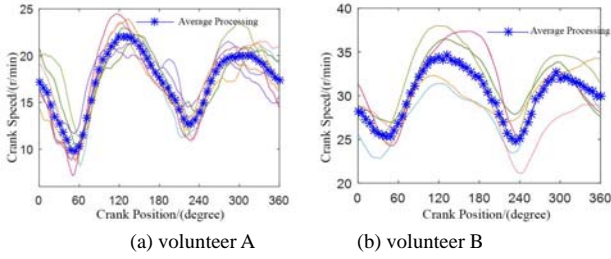 25
20
15
10
Crank Speed/(r/min)
Average Processing
0 60 120 180 240 300 360
Crank Position/(degree)
(a) volunteer A
40
35
30
25
20
Crank Speed/(r/min)
Average Processing
0 60 120 180 240 300 360
Crank Position/(degree)
(b) volunteer B